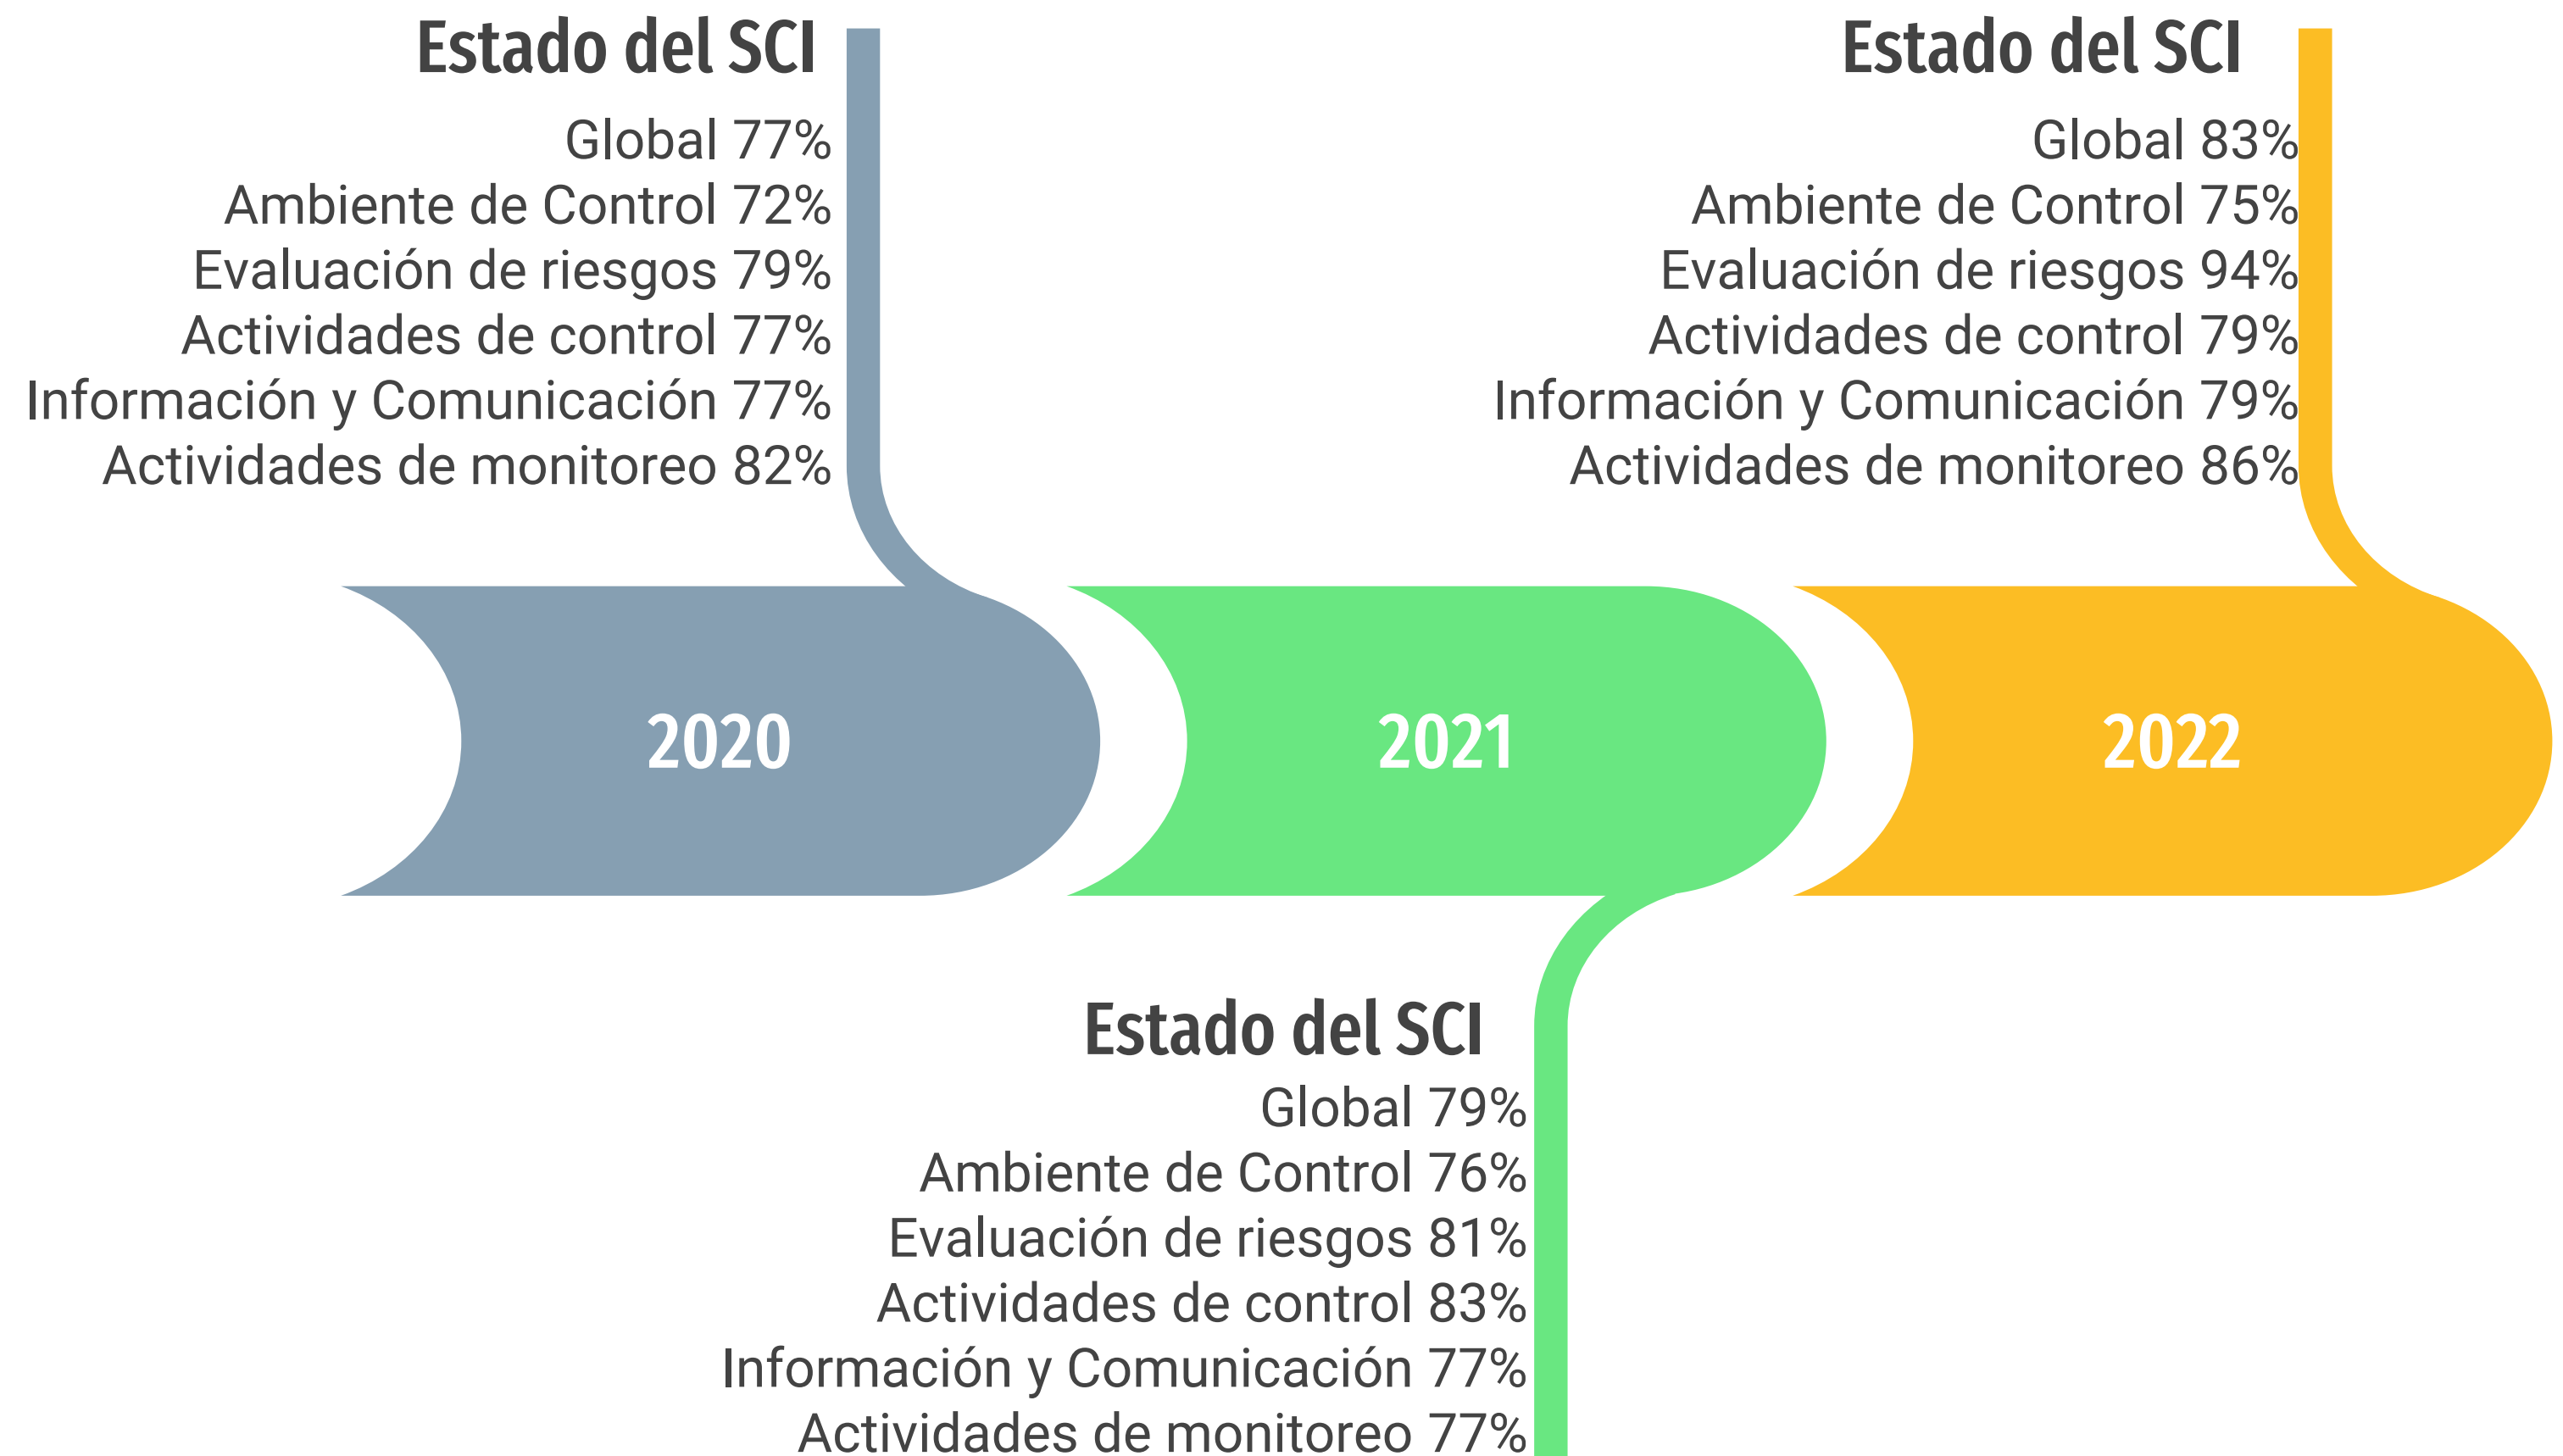 Estado del SCI
Global 77%
Ambiente de Control 72%
Evaluación de riesgos 79%
Actividades de control 77%
Información y Comunicación 77%
Actividades de monitoreo 82%
Estado del SCI
Global 83%
Ambiente de Control 75%
Evaluación de riesgos 94%
Actividades de control 79%
Información y Comunicación 79%
Actividades de monitoreo 86%
2020
2021
2022
Estado del SCI
Global 79%
Ambiente de Control 76%
Evaluación de riesgos 81%
Actividades de control 83%
Información y Comunicación 77%
Actividades de monitoreo 77%